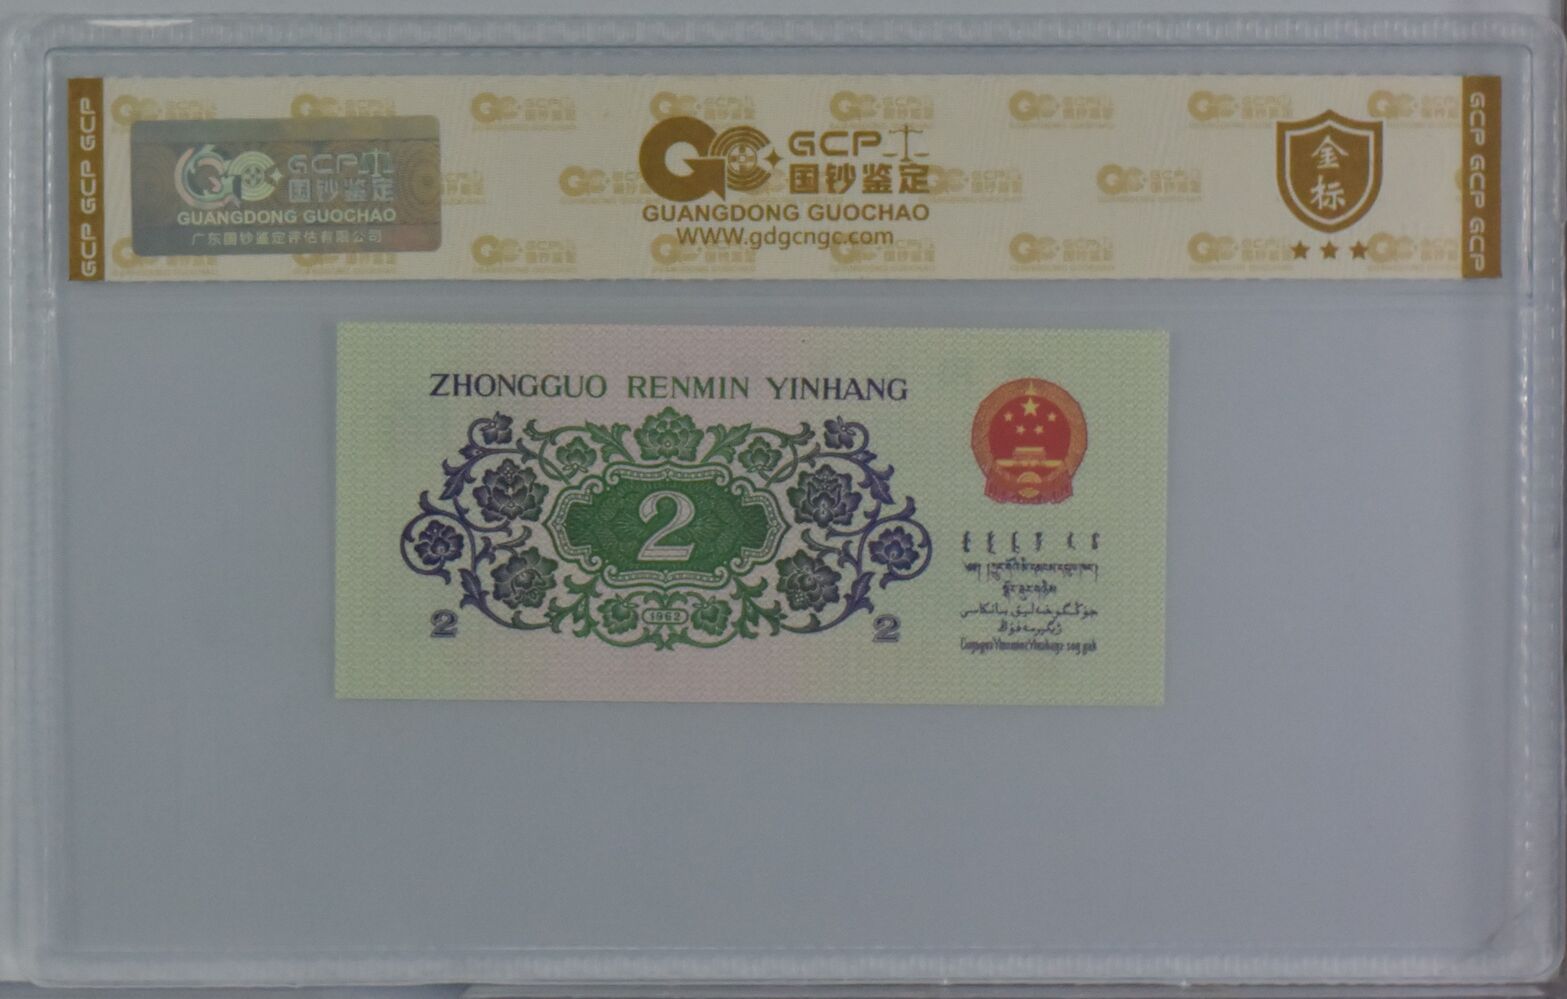 GCP GCP GCP
GCP
国钞鉴定
GUANGDONG GUOCHAO
广东国钞鉴定评估有限公司
GCP
国钞鉴定
GUANGDONG GUOCHAO
WWW.gdgcngc.com
金标
GCP GCP GCP
ZHONGGUO RENMIN YINHANG
2
1962
2
2